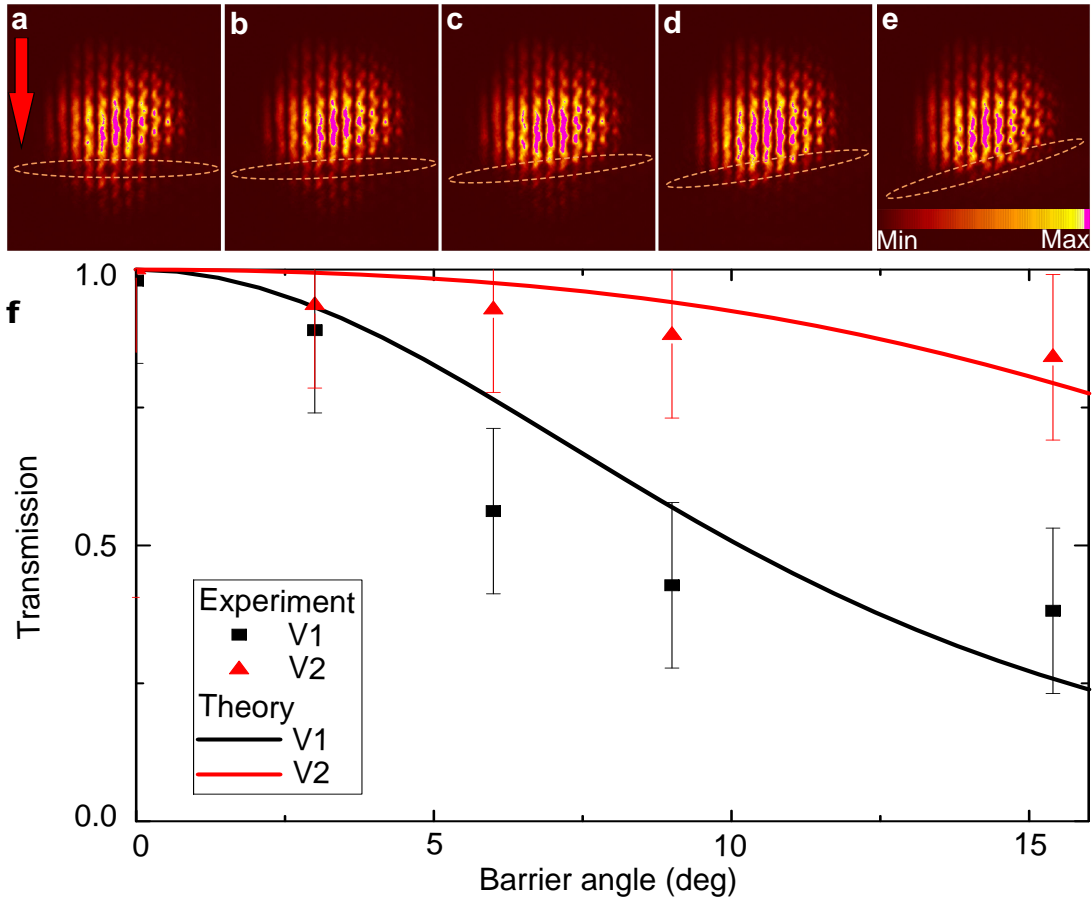 a b c d e
Min Max
f
1.0
0.5
0.0
Transmission
Experiment
V1
V2
Theory
V1
V2
0 5 10 15
Barrier angle (deg)